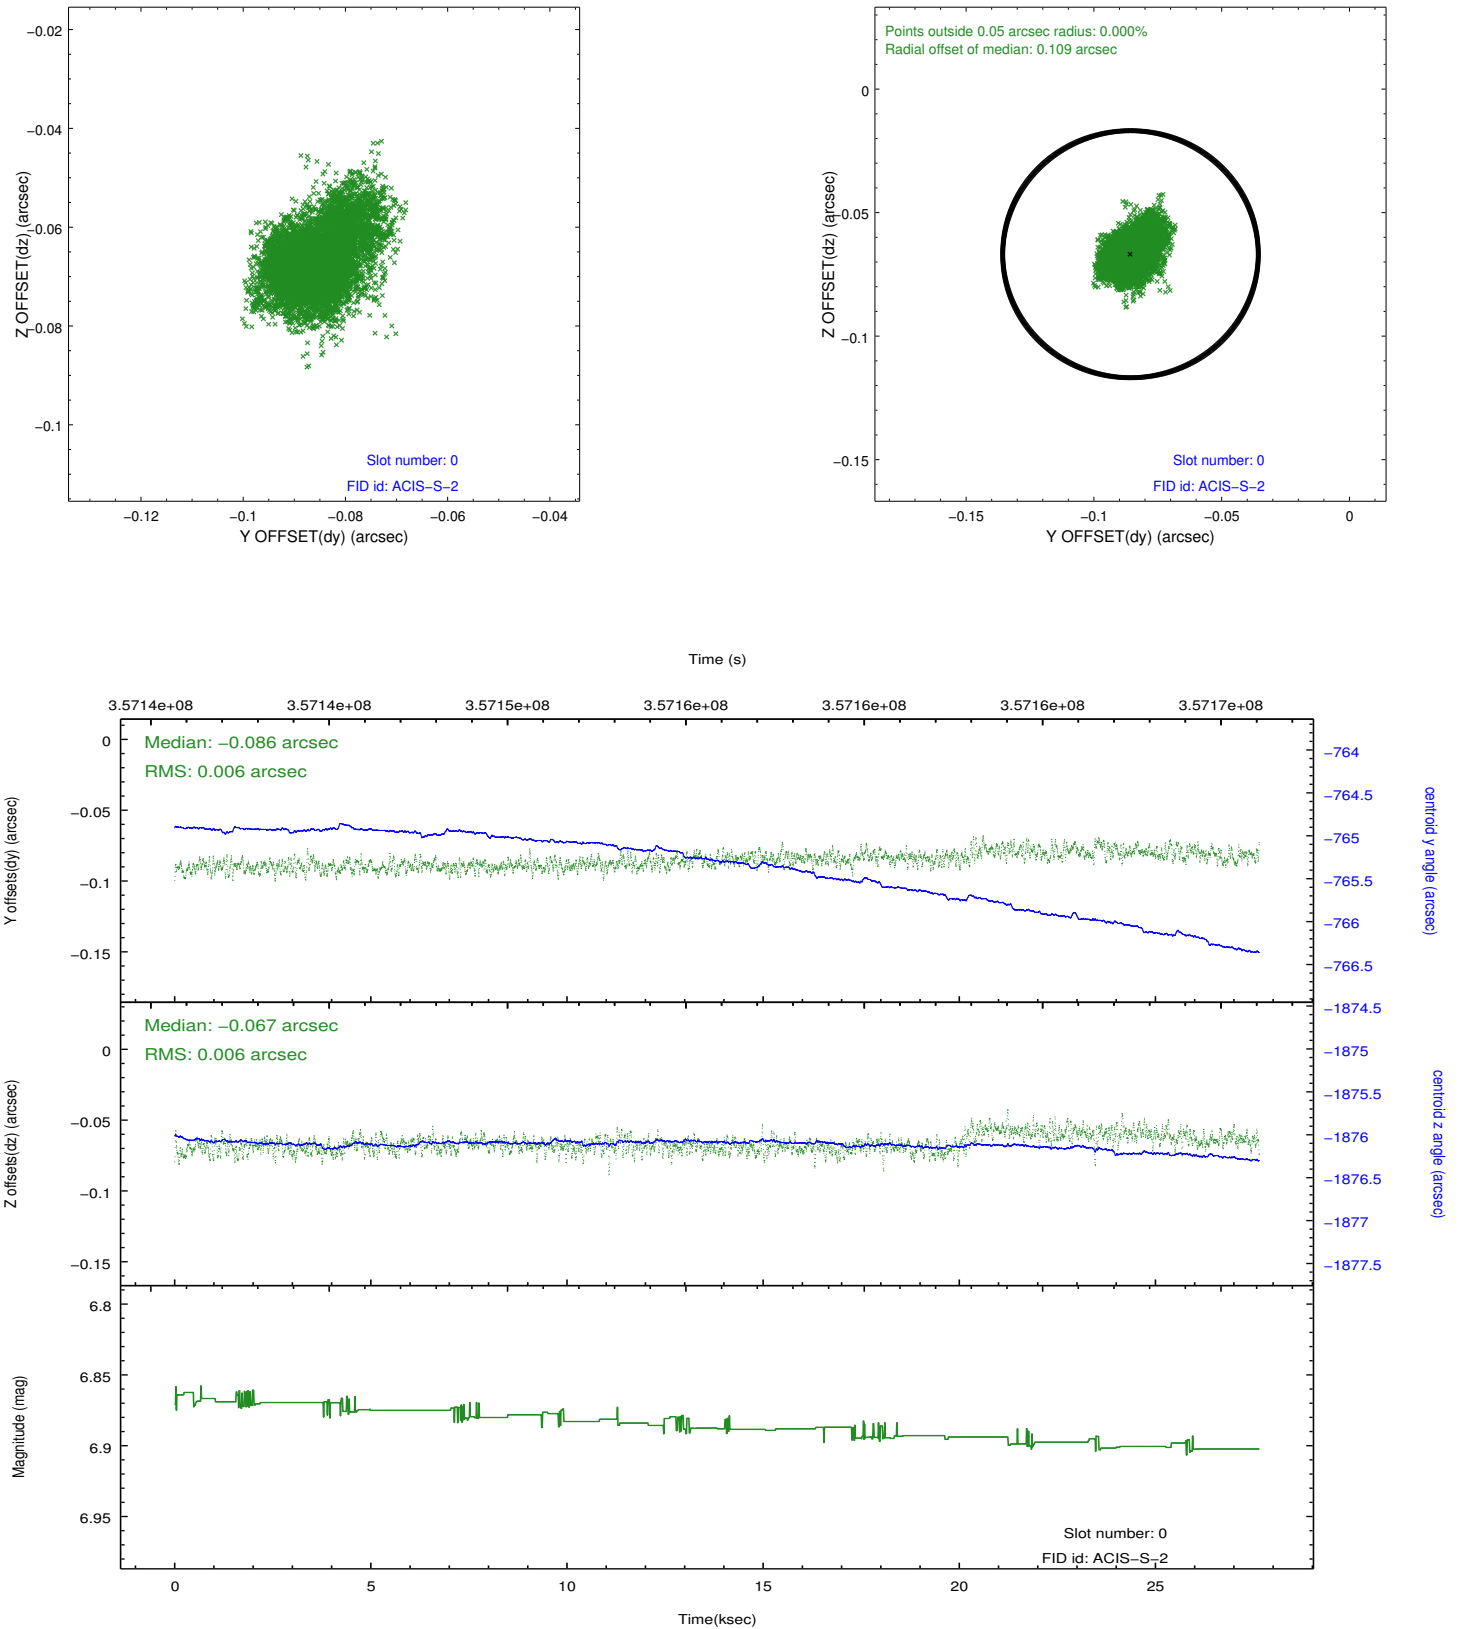 −0.02
−0.04
−0.06
−0.08
−0.1
Z OFFSET(dz) (arcsec)
Slot number: 0
FID id: ACIS−S−2
−0.12
−0.1
−0.08
−0.06
−0.04
Y OFFSET(dy) (arcsec)
Points outside 0.05 arcsec radius: 0.000%
Radial offset of median: 0.109 arcsec
0
−0.05
−0.1
−0.15
Z OFFSET(dz) (arcsec)
Slot number: 0
FID id: ACIS−S−2
−0.15
−0.1
−0.05
0
Y OFFSET(dy) (arcsec)
Time (s)
3.5714e+08
3.5714e+08
3.5715e+08
3.5716e+08
3.5716e+08
3.5716e+08
3.5717e+08
Median: −0.086 arcsec
RMS: 0.006 arcsec
0
−0.05
−0.1
−0.15
Y offsets(dy) (arcsec)
−764
−764.5
−765
−765.5
−766
−766.5
centroid y angle (arcsec)
Median: −0.067 arcsec
RMS: 0.006 arcsec
0
−0.05
−0.1
−0.15
Z offsets(dz) (arcsec)
−1874.5
−1875
−1875.5
−1876
−1876.5
−1877
−1877.5
centroid z angle (arcsec)
6.8
6.85
6.9
6.95
Magnitude (mag)
Slot number: 0
FID id: ACIS−S−2
0
5
10
15
20
25
Time(ksec)